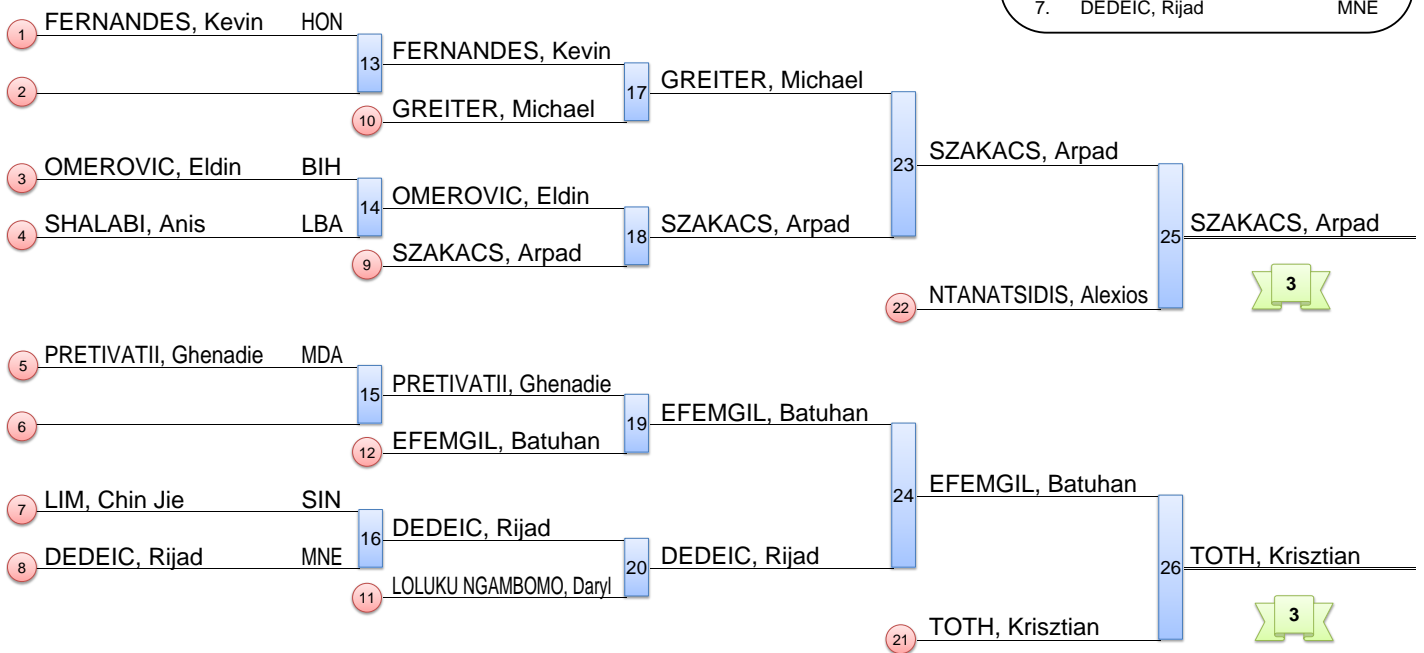 7. DEDEIC, Rijad MNE
1 FERNANDES, Kevin HON
13 FERNANDES, Kevin
2
17 GREITER, Michael
10 GREITER, Michael
3 OMEROVIC, Eldin BIH
23 SZAKACS, Arpad
14 OMEROVIC, Eldin
4 SHALABI, Anis LBA
18 SZAKACS, Arpad
25 SZAKACS, Arpad
9 SZAKACS, Arpad
3
22 NTANATSIDIS, Alexios
5 PRETIVATII, Ghenadie MDA
15 PRETIVATII, Ghenadie
6
19 EFEMGIL, Batuhan
12 EFEMGIL, Batuhan
7 LIM, Chin Jie SIN
24 EFEMGIL, Batuhan
16 DEDEIC, Rijad
8 DEDEIC, Rijad MNE
20 DEDEIC, Rijad
26 TOTH, Krisztian
11 LOLUKU NGAMBOMO, Daryl
3
21 TOTH, Krisztian